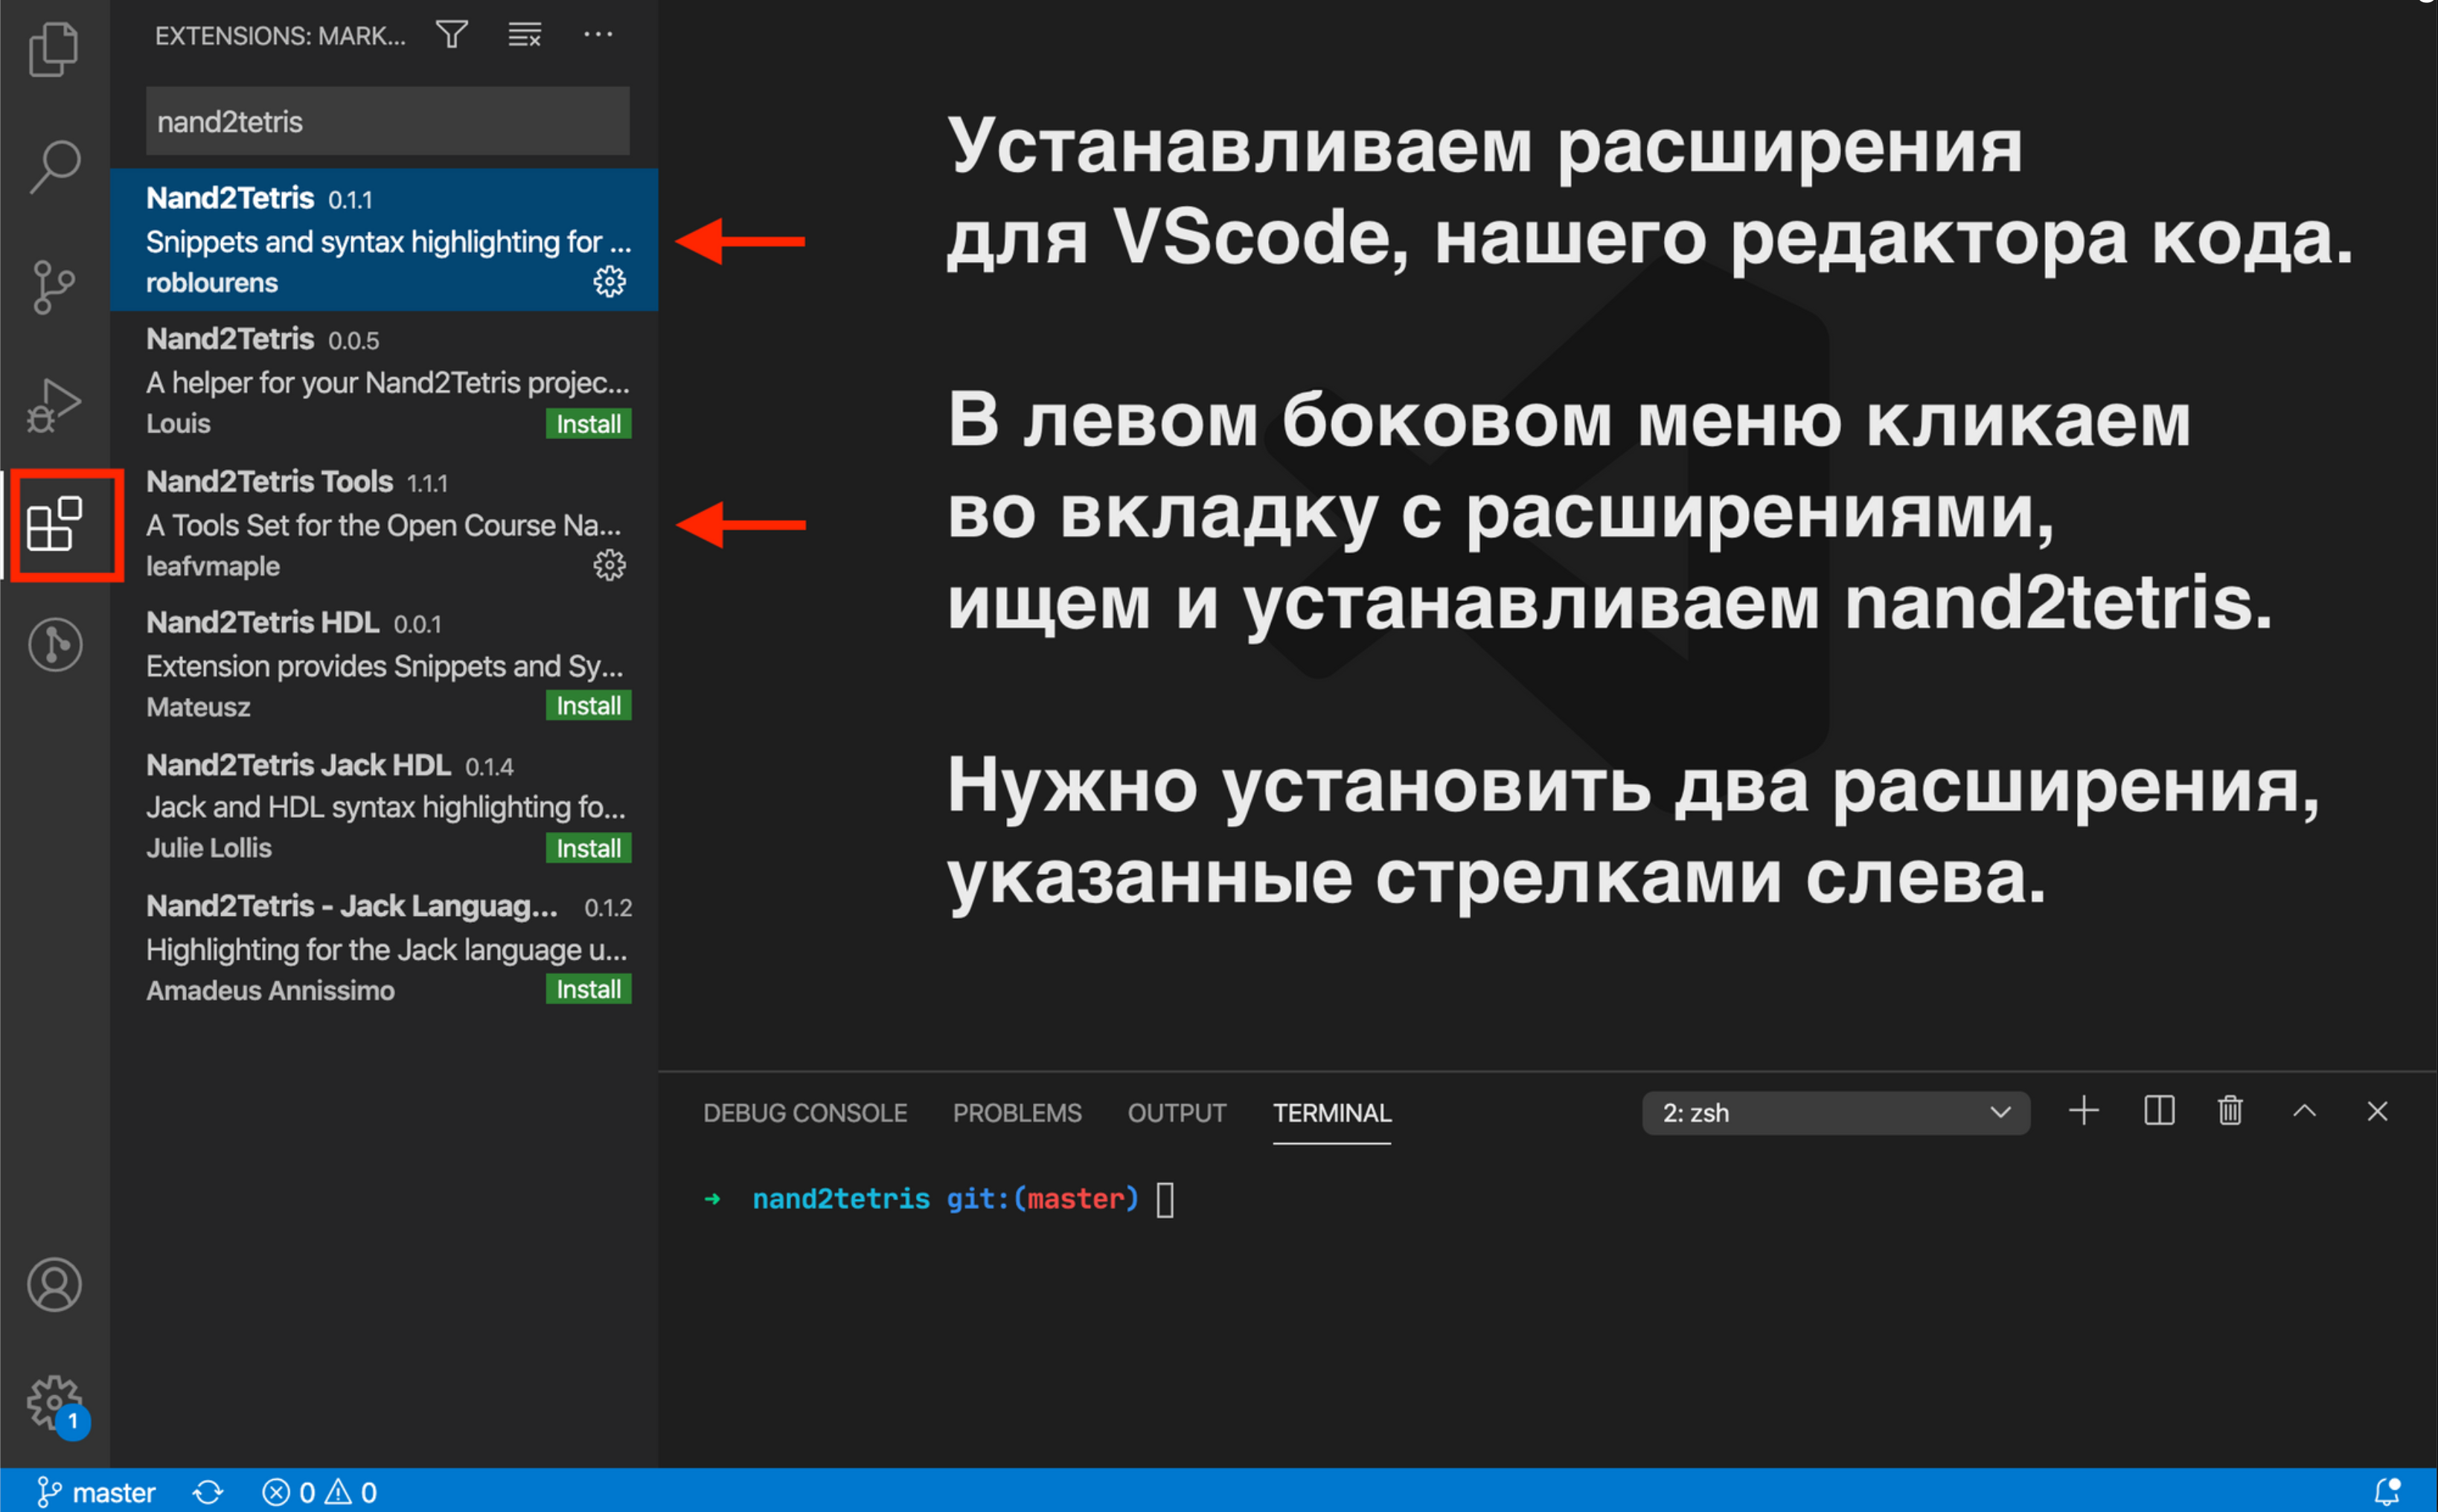 EXTENSIONS: MARK...
nand2tetris
Nand2Tetris 0.1.1
Snippets and syntax highlighting for ...
roblourens
Nand2Tetris 0.0.5
A helper for your Nand2Tetris projec...
Louis Install
Nand2Tetris Tools 1.1.1
A Tools Set for the Open Course Na...
leafvmaple
Nand2Tetris HDL 0.0.1
Extension provides Snippets and Sy...
Mateusz Install
Nand2Tetris Jack HDL 0.1.4
Jack and HDL syntax highlighting fo...
Julie Lollis Install
Nand2Tetris - Jack Languag... 0.1.2
Highlighting for the Jack language u...
Amadeus Annissimo Install
Устанавливаем расширения
для VScode, нашего редактора кода.
В левом боковом меню кликаем
во вкладку с расширениями,
ищем и устанавливаем nand2tetris.
Нужно установить два расширения,
указанные стрелками слева.
DEBUG CONSOLE PROBLEMS OUTPUT TERMINAL 2: zsh
→ nand2tetris git:(master)
1
master 0 0